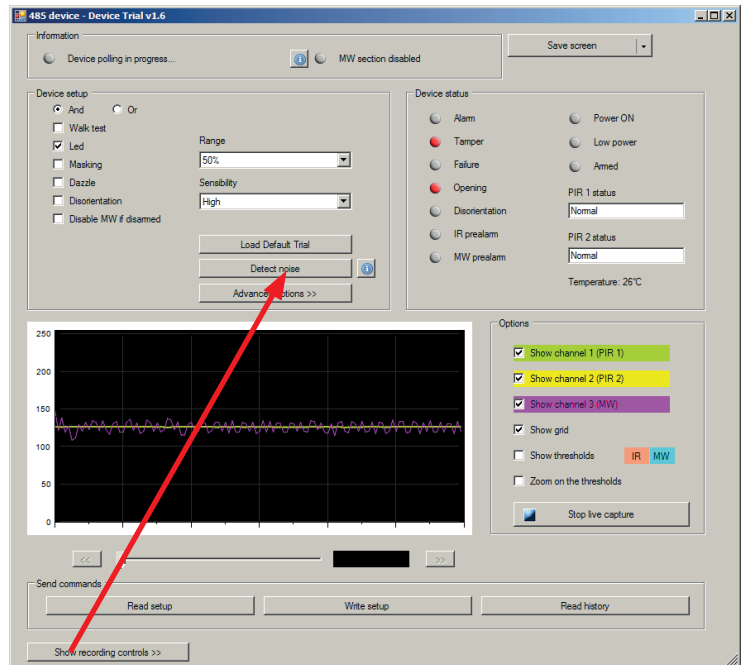 485 device - Device Trial v1.6
Information
Device polling in progress...
MW section disabled
Save screen
Device setup
And Or
Walk test
Led
Masking
Dazzle
Disorientation
Disable MW if disarmed
Range
50%
Sensibility
High
Load Default Trial
Detect noise
Advanced options >>
Device status
Alarm
Tamper
Failure
Opening
Disorientation
IR prealarm
MW prealarm
Power ON
Low power
Armed
PIR 1 status
Normal
PIR 2 status
Normal
Temperature: 26°C
250
200
150
100
50
0
Options
Show channel 1 (PIR 1)
Show channel 2 (PIR 2)
Show channel 3 (MW)
Show grid
Show thresholds IR MW
Zoom on the thresholds
Stop live capture
<< >>
Send commands
Read setup Write setup Read history
Show recording controls >>